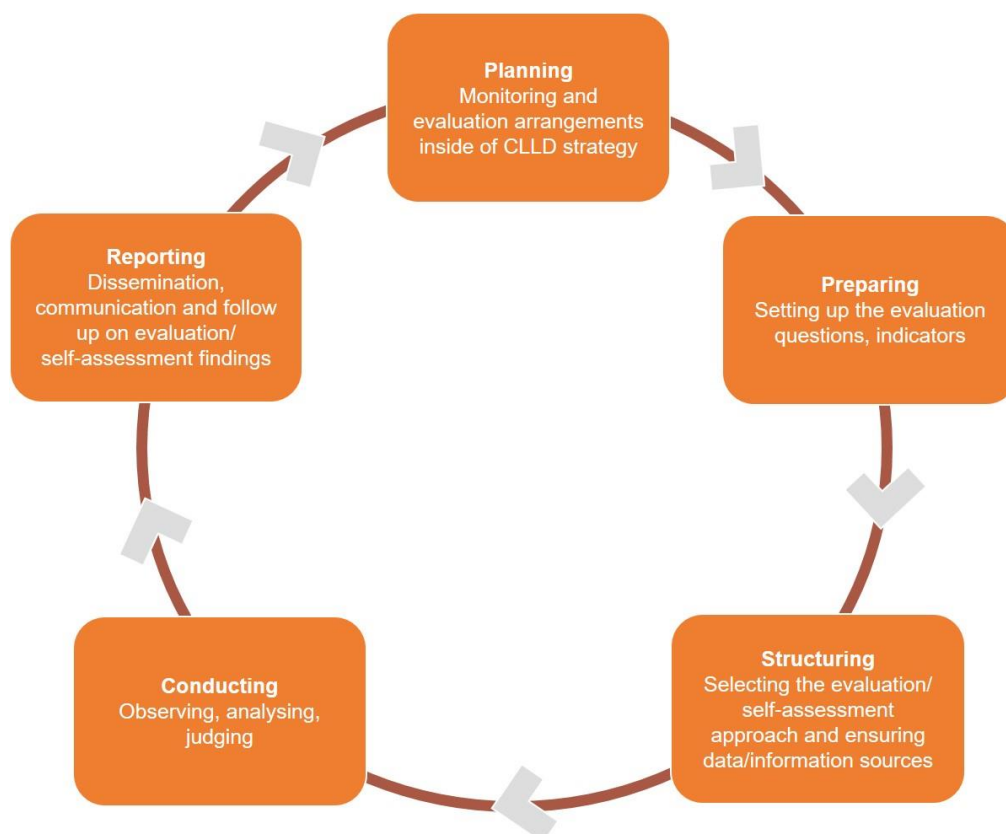 Planning
Monitoring and
evaluation arrangements
inside of CLLD strategy
Preparing
Setting up the evaluation
questions, indicators
Structuring
Selecting the evaluation/
self-assessment
approach and ensuring
data/information sources
Conducting
Observing, analysing,
judging
Reporting
Dissemination,
communication and follow
up on evaluation/
self-assessment findings